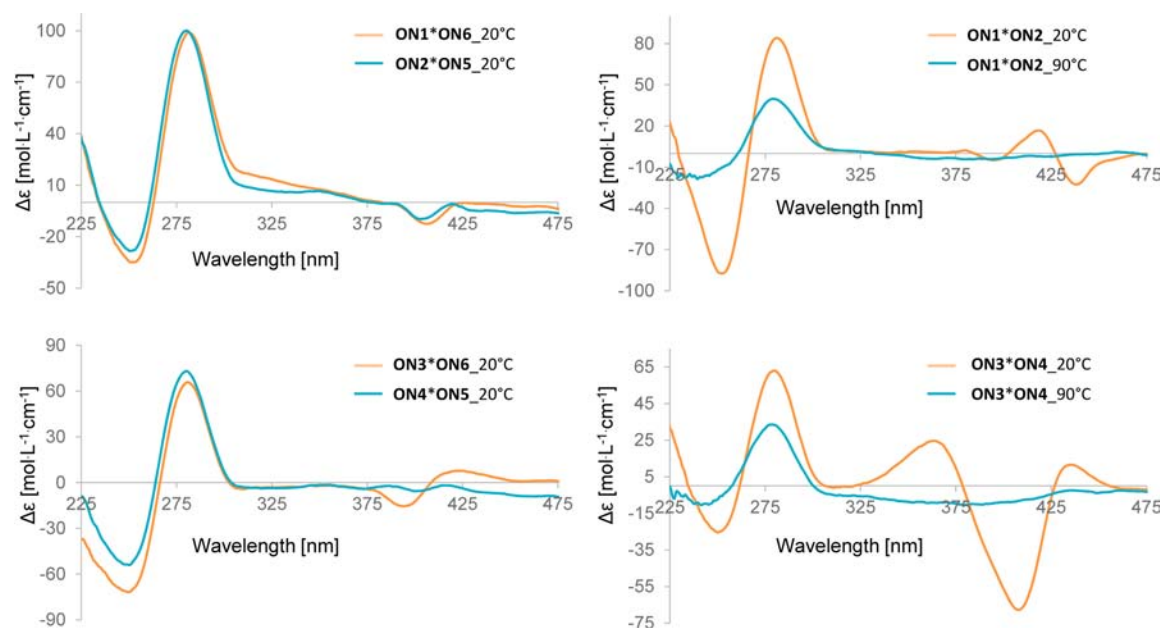 ON1*ON6_20°C
ON2*ON5_20°C
Δε [mol·L⁻¹·cm⁻¹]
100
70
40
10
-20
-50
225 275 325 375 425 475
Wavelength [nm]
ON1*ON2_20°C
ON1*ON2_90°C
Δε [mol·L⁻¹·cm⁻¹]
80
50
20
-10
-40
-70
-100
225 275 325 375 425 475
Wavelength [nm]
ON3*ON6_20°C
ON4*ON5_20°C
Δε [mol·L⁻¹·cm⁻¹]
90
60
30
0
-30
-60
-90
225 275 325 375 425 475
Wavelength [nm]
ON3*ON4_20°C
ON3*ON4_90°C
Δε [mol·L⁻¹·cm⁻¹]
65
45
25
5
-15
-35
-55
-75
225 275 325 375 425 475
Wavelength [nm]